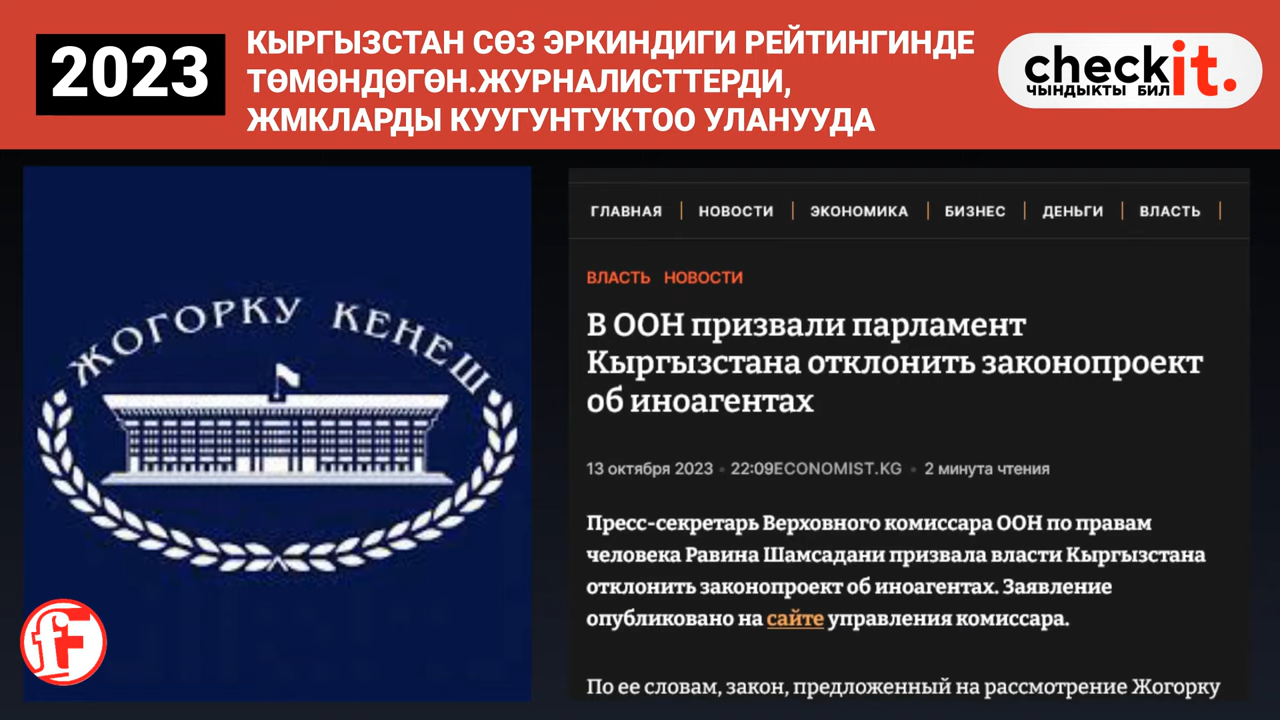 2023
КЫРГЫЗСТАН СӨЗ ЭРКИНДИГИ РЕЙТИНГИНДЕ
ТӨМӨНДӨГӨН.ЖУРНАЛИСТТЕРДИ,
ЖМКЛАРДЫ КУУГУНТУКТОО УЛАНУУДА
checkit.
ЧЫНДЫКТЫ БИЛ
ЖОГОРКУ КЕҢЕШ
ГЛАВНАЯ | НОВОСТИ | ЭКОНОМИКА | БИЗНЕС | ДЕНЬГИ | ВЛАСТЬ |
ВЛАСТЬ НОВОСТИ
В ООН призвали парламент
Кыргызстана отклонить законопроект
об иноагентах
13 октября 2023 • 22:09ECONOMIST.KG • 2 минута чтения
Пресс-секретарь Верховного комиссара ООН по правам
человека Равина Шамсадани призвала власти Кыргызстана
отклонить законопроект об иноагентах. Заявление
опубликовано на сайте управления комиссара.
По ее словам, закон, предложенный на рассмотрение Жогорку
fF